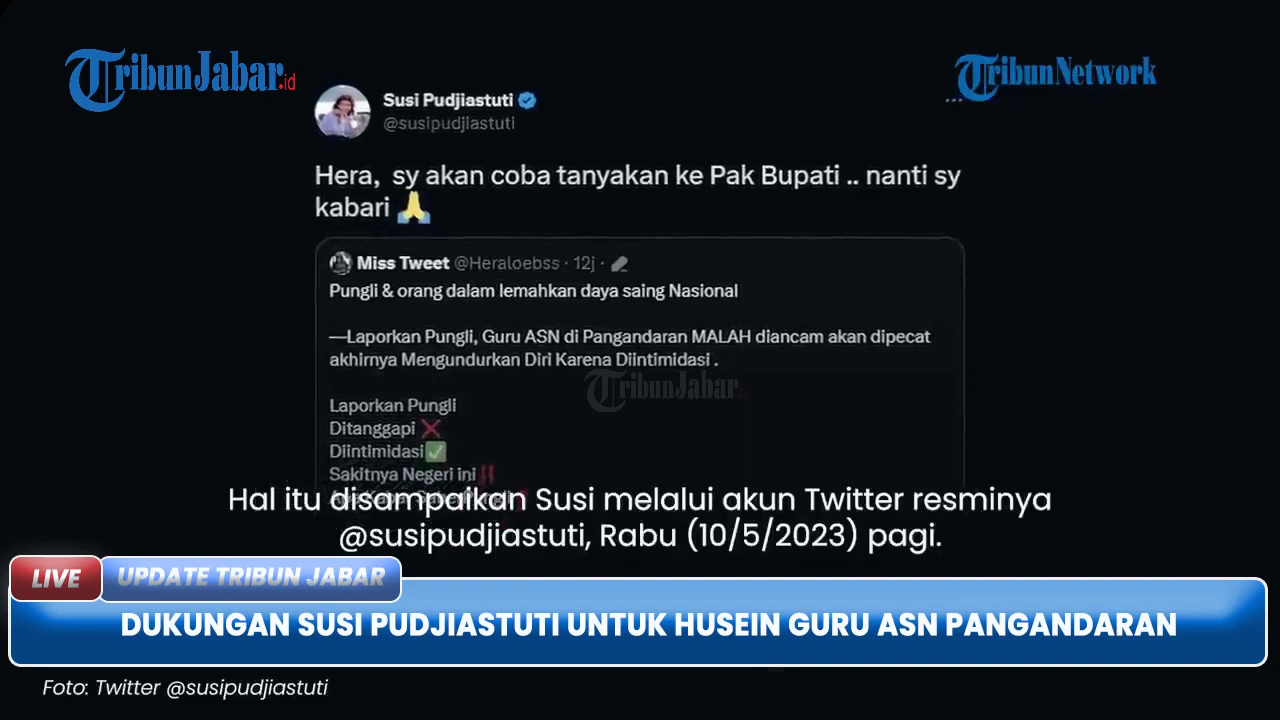 TribunJabar.id
TribunNetwork
Susi Pudjiastuti
@susipudjiastuti
Hera, sy akan coba tanyakan ke Pak Bupati .. nanti sy
kabari 🙏
Miss Tweet @Heraloebss · 12j ·
Pungli & orang dalam lemahkan daya saing Nasional
—Laporkan Pungli, Guru ASN di Pangandaran MALAH diancam akan dipecat
akhirnya Mengundurkan Diri Karena Diintimidasi .
TribunJabar.id
Laporkan Pungli
Ditanggapi ❌
Diintimidasi✅
Sakitnya Negeri ini‼️
Hal itu disampaikan Susi melalui akun Twitter resminya
@susipudjiastuti, Rabu (10/5/2023) pagi.
LIVE
UPDATE TRIBUN JABAR
DUKUNGAN SUSI PUDJIASTUTI UNTUK HUSEIN GURU ASN PANGANDARAN
Foto: Twitter @susipudjiastuti